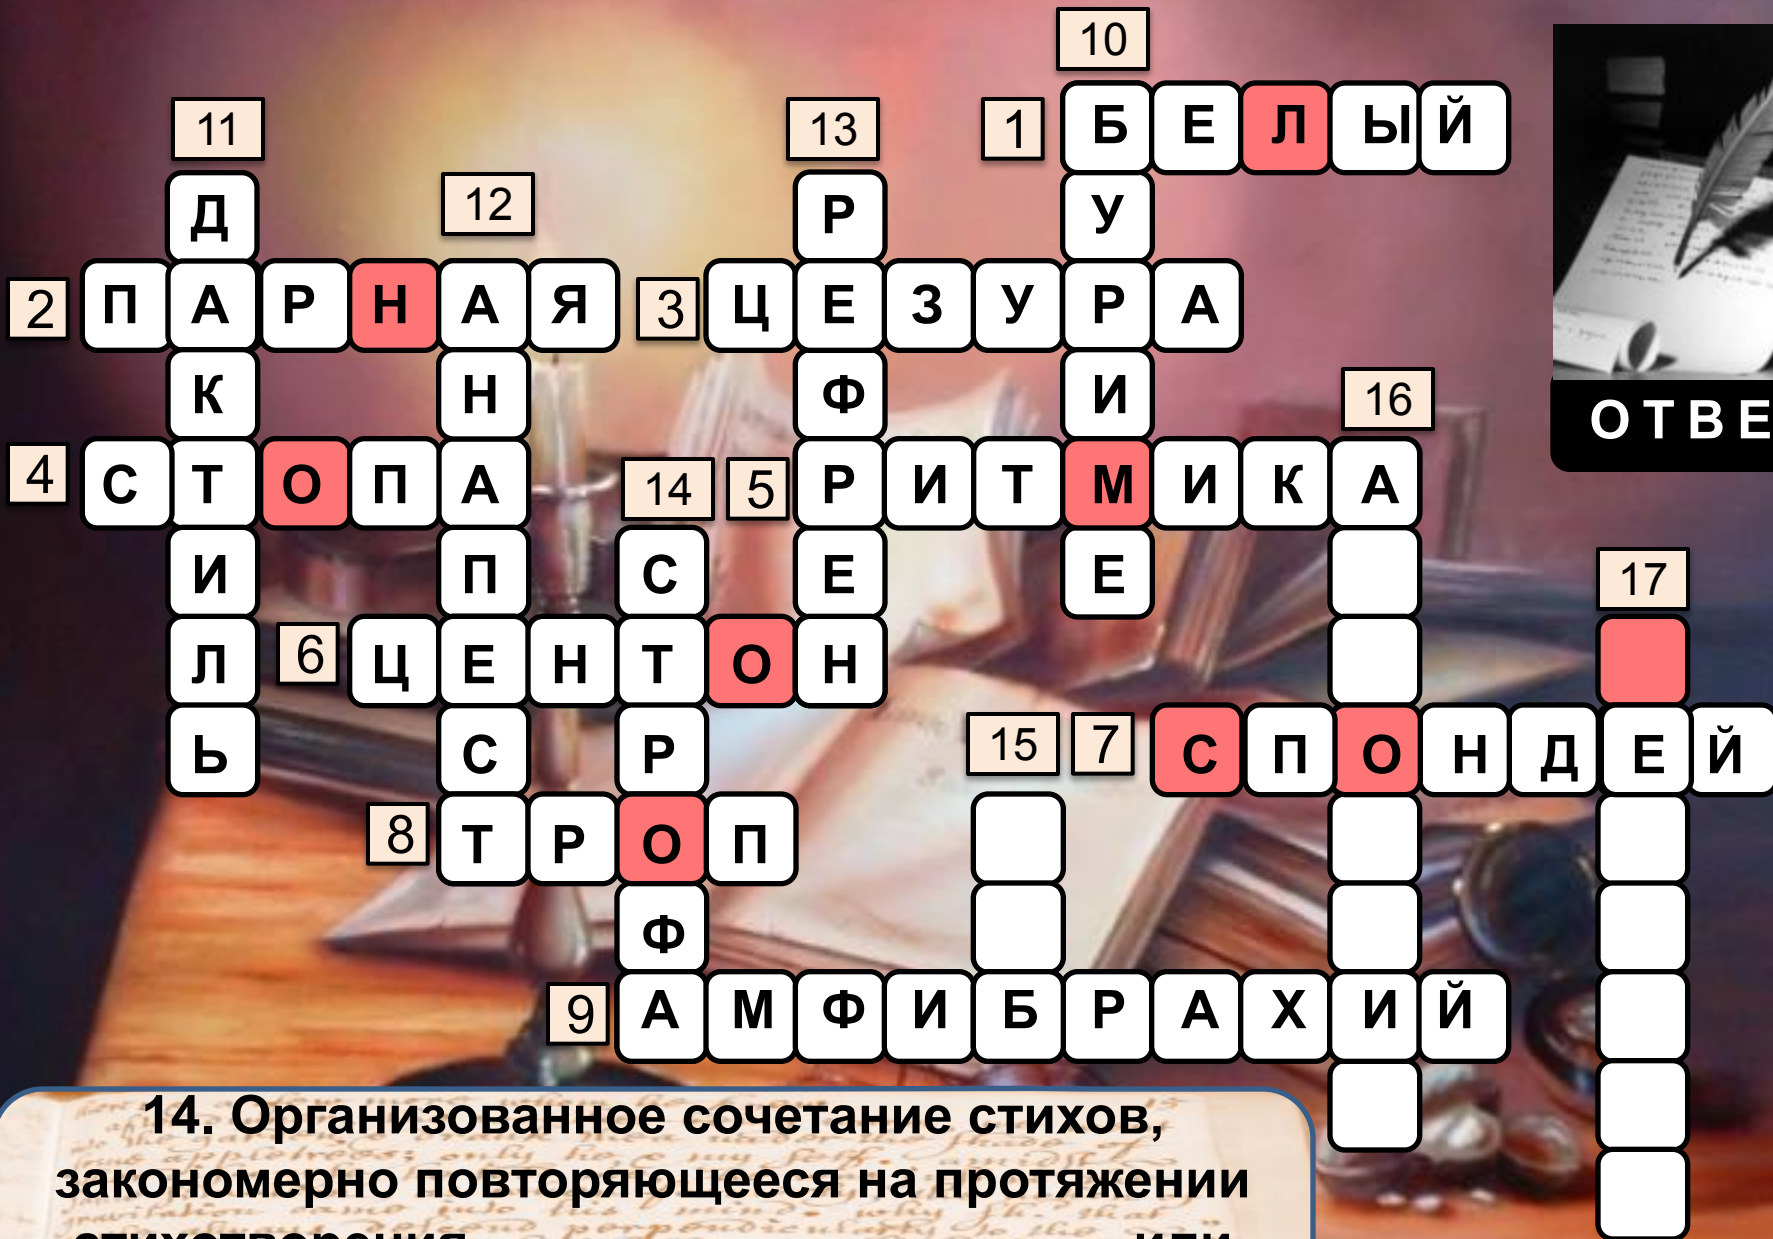 10
11
13
1
Б Е Л Ы Й
Д
12
Р
У
2
П А Р Н А Я
3
Ц Е З У Р А
К
Н
Ф
И
16
ОТВЕ
4
С Т О П А
14
5
Р И Т М И К А
И
П
С
Е
Е
17
Л
6
Ц Е Н Т О Н
Ь
С
Р
15
7
С П О Н Д Е Й
8
Т Р О П
Ф
9
А М Ф И Б Р А Х И Й
14. Организованное сочетание стихов,
закономерно повторяющееся на протяжении